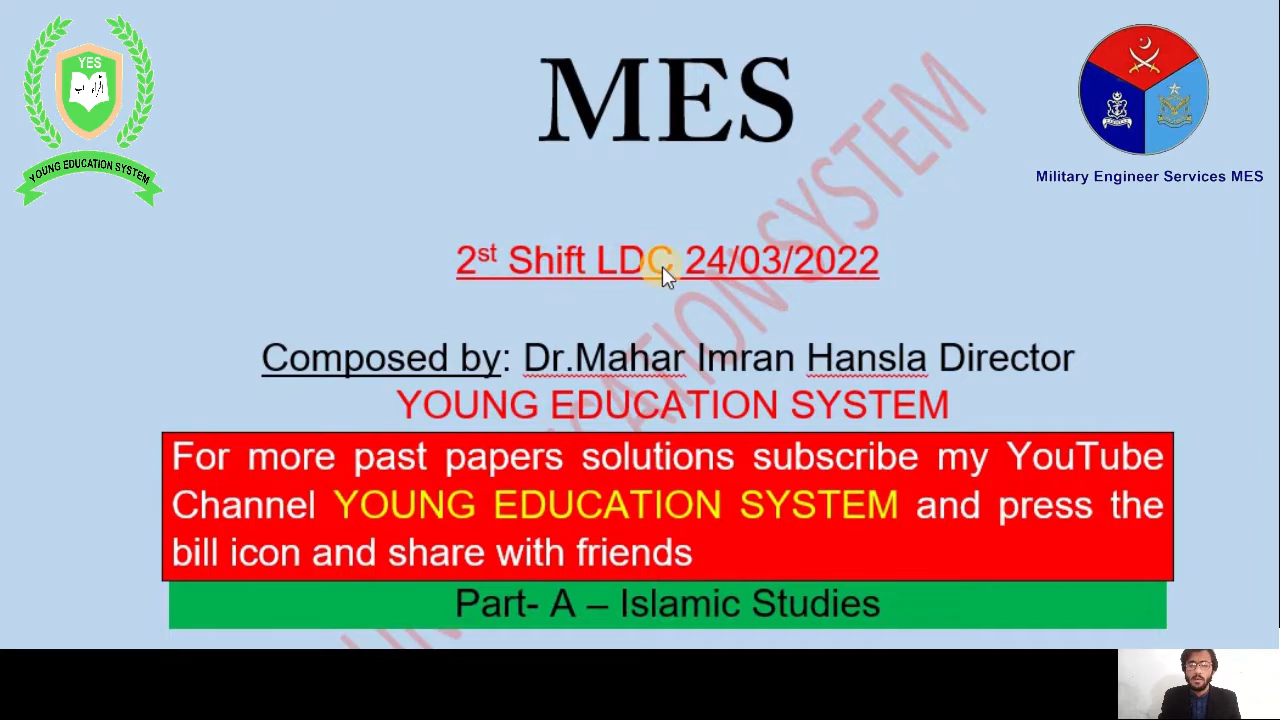 YES
YOUNG EDUCATION SYSTEM
MES
Military Engineer Services MES
2st Shift LDC 24/03/2022
Composed by: Dr.Mahar Imran Hansla Director
YOUNG EDUCATION SYSTEM
For more past papers solutions subscribe my YouTube
Channel YOUNG EDUCATION SYSTEM and press the
bill icon and share with friends
Part- A – Islamic Studies